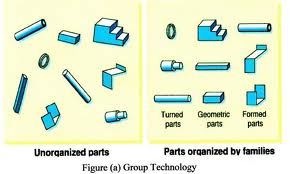 Turned parts
Geometric parts
Formed parts
Unorganized parts
Parts organized by families
Figure (a) Group Technology